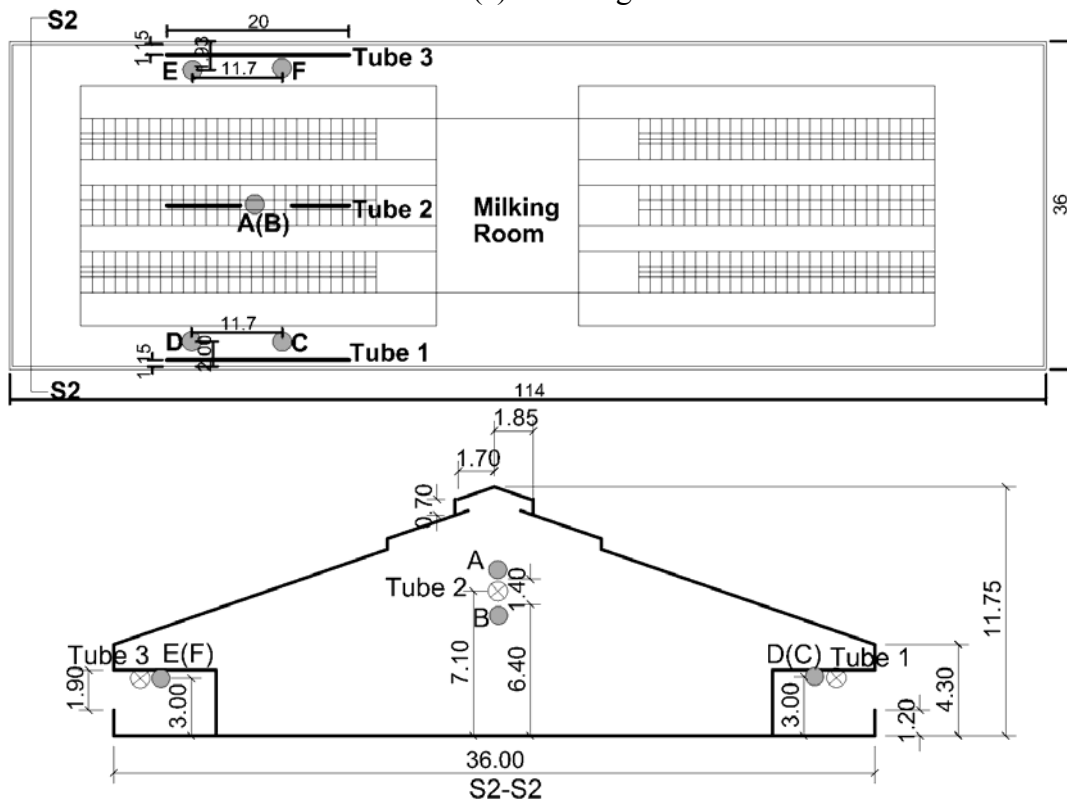 S2
20
1.15
1.93
Tube 3
E
11.7
F
Tube 2
A(B)
Milking
Room
36
D
11.7
C
1.15
2.00
Tube 1
S2
114
1.85
1.70
0.70
A
Tube 2
1.40
B
11.75
7.10
6.40
Tube 3
E(F)
D(C)
Tube 1
1.90
3.00
3.00
4.30
1.20
36.00
S2-S2